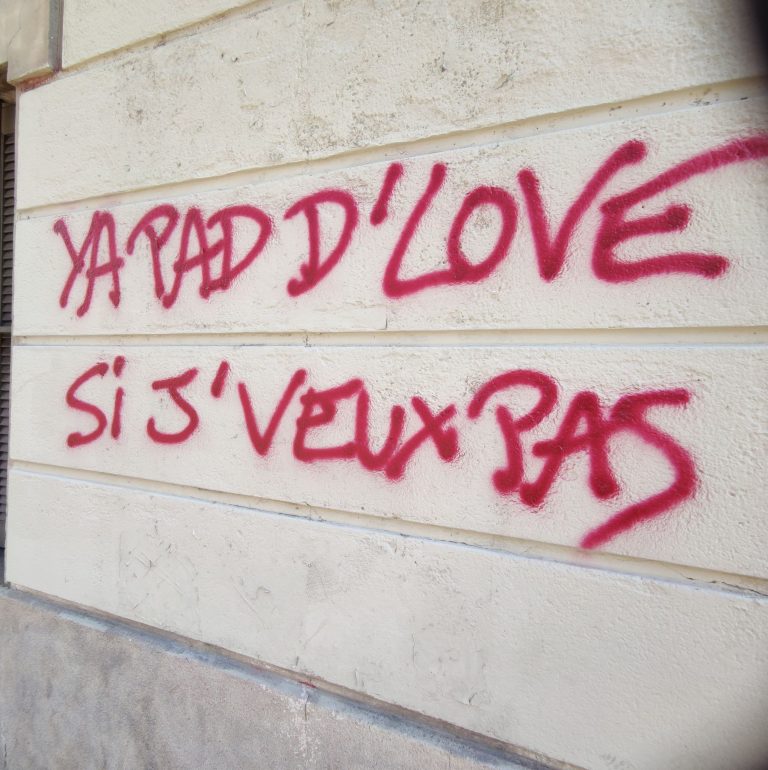 YA PAD D'LOVE
SI J'VEUX PAS